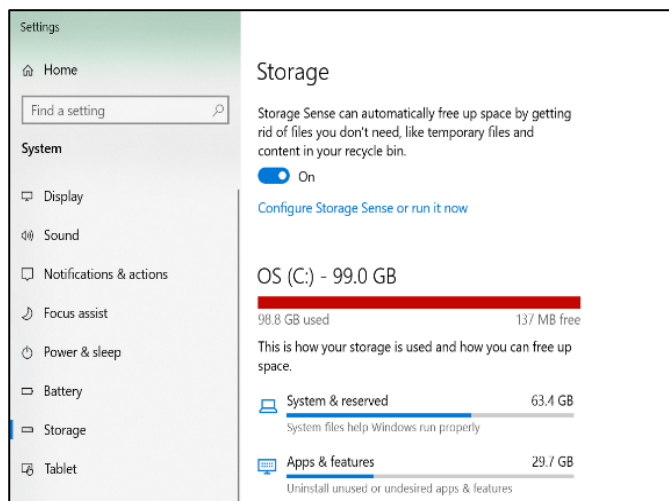 Settings
Home
Find a setting
System
Display
Sound
Notifications & actions
Focus assist
Power & sleep
Battery
Storage
Tablet
Storage
Storage Sense can automatically free up space by getting
rid of files you don't need, like temporary files and
content in your recycle bin.
On
Configure Storage Sense or run it now
OS (C:) - 99.0 GB
98.8 GB used 137 MB free
This is how your storage is used and how you can free up
space.
System & reserved 63.4 GB
System files help Windows run properly
Apps & features 29.7 GB
Uninstall unused or undesired apps & features